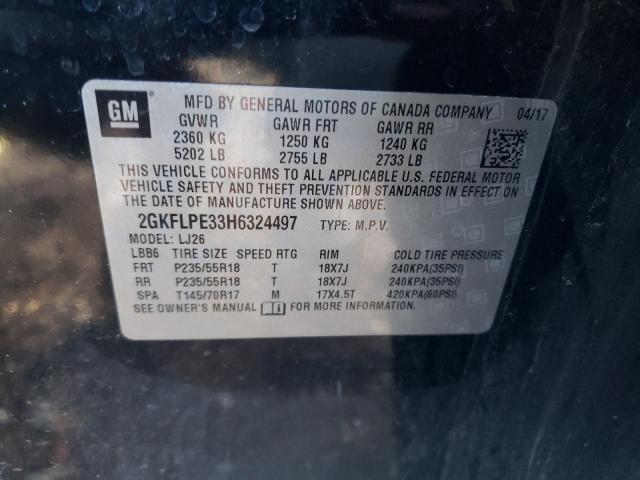 GM
MFD BY GENERAL MOTORS OF CANADA COMPANY 04/17
GVWR GAWR FRT GAWR RR
2360 KG 1250 KG 1240 KG
5202 LB 2755 LB 2733 LB
THIS VEHICLE CONFORMS TO ALL APPLICABLE U.S. FEDERAL MOTOR
VEHICLE SAFETY AND THEFT PREVENTION STANDARDS IN EFFECT ON
THE DATE OF MANUFACTURE SHOWN ABOVE.
2GKFLPE33H6324497 TYPE: M.P.V.
MODEL: LJ26
LBB6 TIRE SIZE SPEED RTG RIM COLD TIRE PRESSURE
FRT P235/55R18 T 18X7J 240KPA(35PSI)
RR P235/55R18 T 18X7J 240KPA(35PSI)
SPA T145/70R17 M 17X4.5T 420KPA(60PSI)
SEE OWNER'S MANUAL FOR MORE INFORMATION.